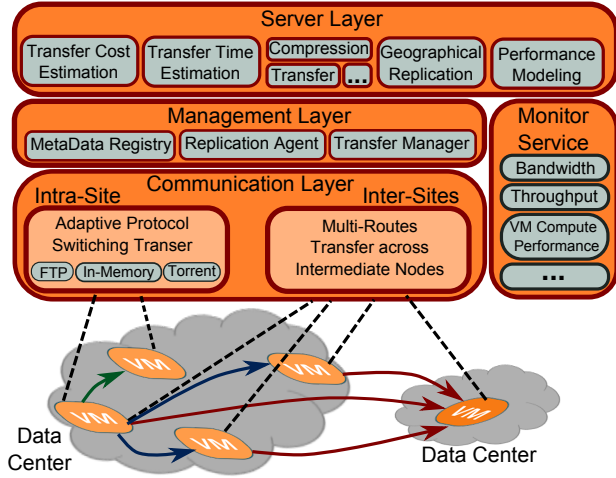 Server Layer
Transfer Cost
Estimation
Transfer Time
Estimation
Compression
Transfer
...
Geographical
Replication
Performance
Modeling
Management Layer
MetaData Registry
Replication Agent
Transfer Manager
Monitor
Service
Bandwidth
Throughput
VM Compute
Performance
...
Communication Layer
Intra-Site
Inter-Sites
Adaptive Protocol
Switiching Transer
FTP
In-Memory
Torrent
Multi-Routes
Transfer across
Intermediate Nodes
VM
VM
VM
VM
VM
Data
Center
Data Center